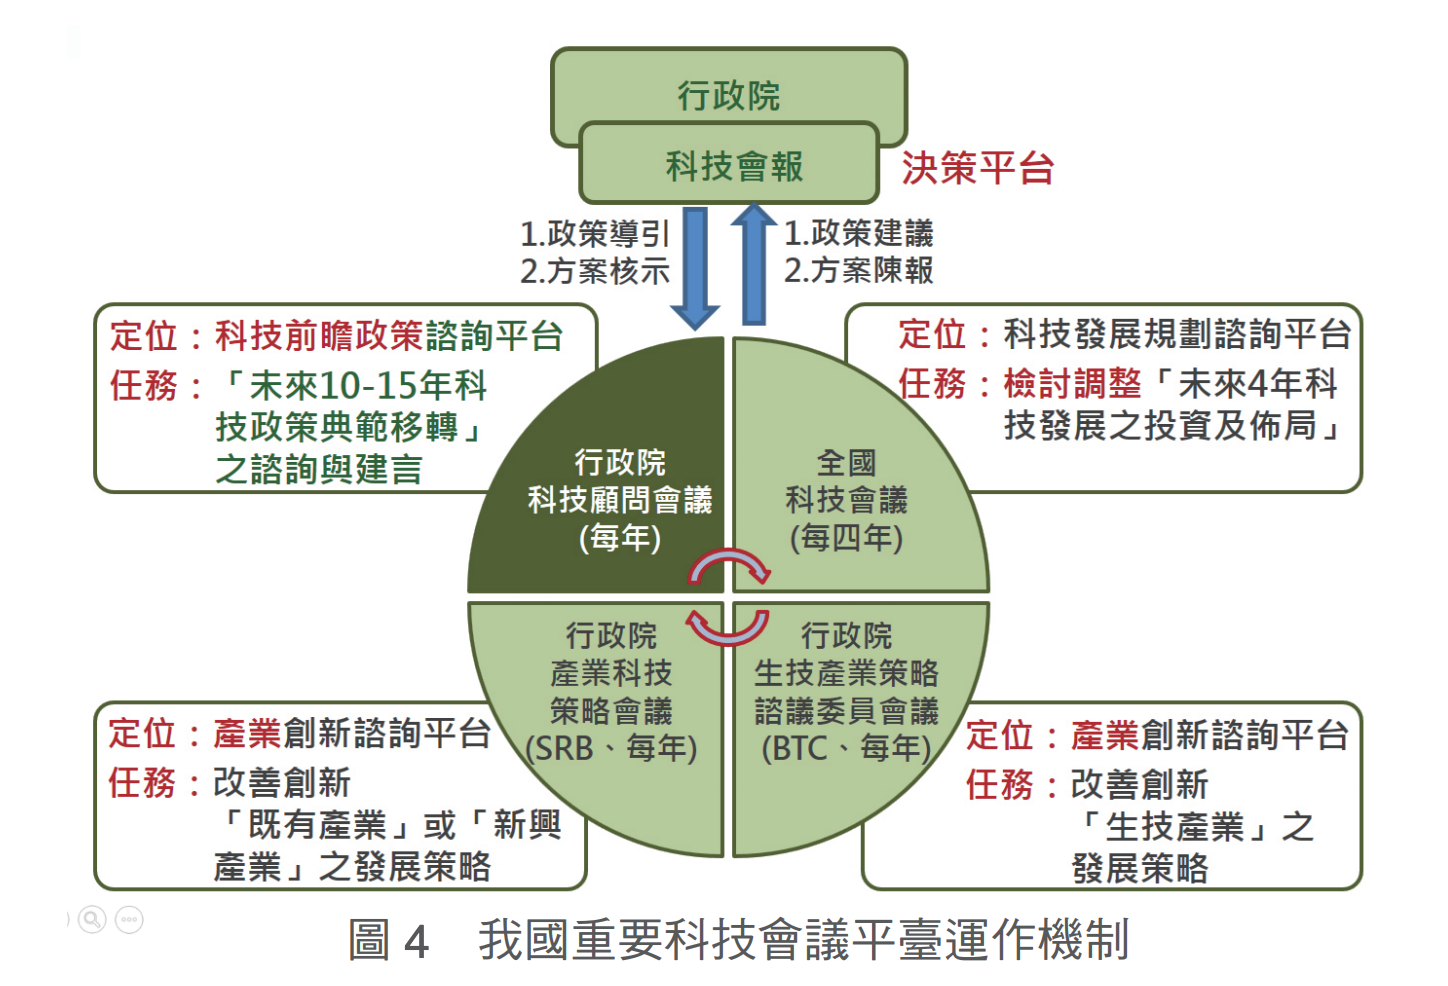 行政院
科技會報
決策平台
1.政策導引
2.方案核示
1.政策建議
2.方案陳報
定位：科技前瞻政策諮詢平台
任務：「未來10-15年科
技政策典範移轉」
之諮詢與建言
定位：科技發展規劃諮詢平台
任務：檢討調整「未來4年科
技發展之投資及佈局」
行政院
科技顧問會議
(每年)
全國
科技會議
(每四年)
行政院
產業科技
策略會議
(SRB、每年)
行政院
生技產業策略
諮議委員會議
(BTC、每年)
定位：產業創新諮詢平台
任務：改善創新
「既有產業」或「新興
產業」之發展策略
定位：產業創新諮詢平台
任務：改善創新
「生技產業」之
發展策略
圖 4　我國重要科技會議平臺運作機制